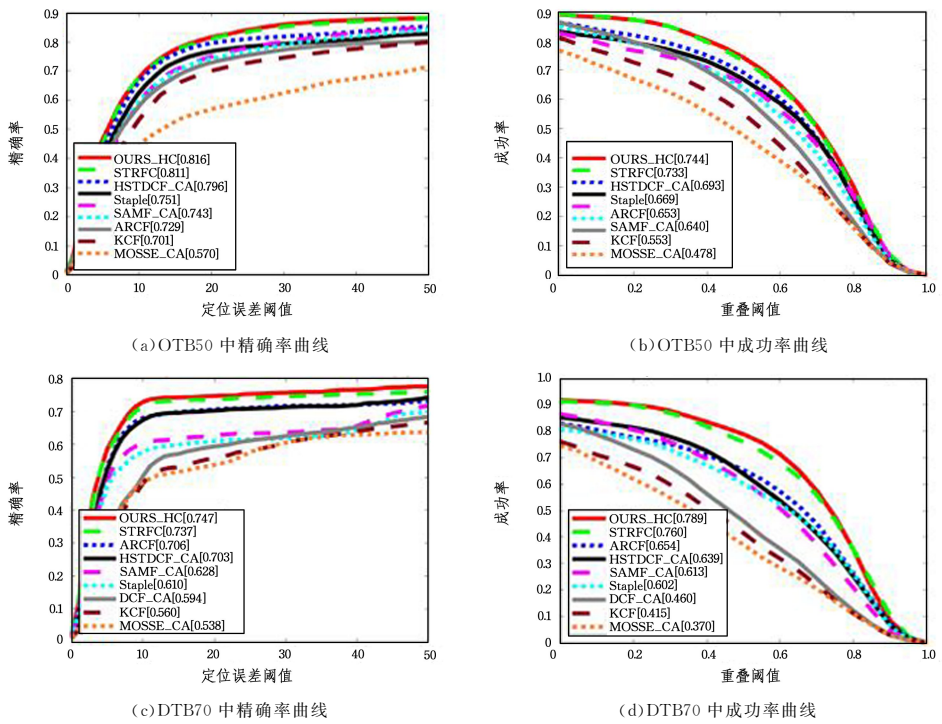 0.9
0.8
0.7
0.6
0.5
0.4
0.3
0.2
0.1
0
精确率
OURS_HC[0.816]
STRFC[0.811]
HSTDCF_CA[0.796]
Staple[0.751]
SAMF_CA[0.743]
ARCF[0.729]
KCF[0.701]
MOSSE_CA[0.570]
0 10 20 30 40 50
定位误差阈值
(a)OTB50 中精确率曲线
0.9
0.8
0.7
0.6
0.5
0.4
0.3
0.2
0.1
0
成功率
OURS_HC[0.744]
STRFC[0.733]
HSTDCF_CA[0.693]
Staple[0.669]
ARCF[0.653]
SAMF_CA[0.640]
KCF[0.553]
MOSSE_CA[0.478]
0 0.2 0.4 0.6 0.8 1.0
重叠阈值
(b)OTB50 中成功率曲线
0.8
0.7
0.6
0.5
0.4
0.3
0.2
0.1
0
精确率
OURS_HC[0.747]
STRFC[0.737]
ARCF[0.706]
HSTDCF_CA[0.703]
SAMF_CA[0.628]
Staple[0.610]
DCF_CA[0.594]
KCF[0.560]
MOSSE_CA[0.538]
0 10 20 30 40 50
定位误差阈值
(c)DTB70 中精确率曲线
1.0
0.9
0.8
0.7
0.6
0.5
0.4
0.3
0.2
0.1
0
成功率
OURS_HC[0.789]
STRFC[0.760]
ARCF[0.654]
HSTDCF_CA[0.639]
SAMF_CA[0.613]
Staple[0.602]
DCF_CA[0.460]
KCF[0.415]
MOSSE_CA[0.370]
0 0.2 0.4 0.6 0.8 1.0
重叠阈值
(d)DTB70 中成功率曲线